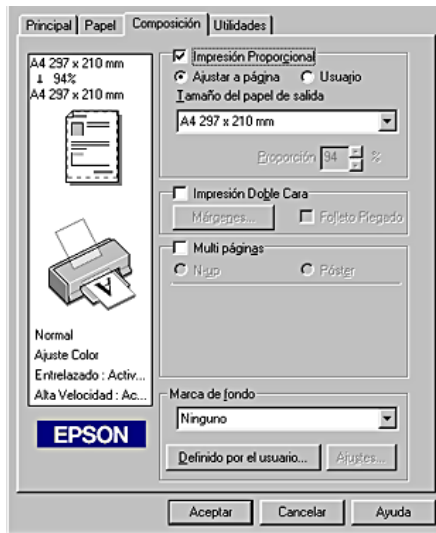 Principal Papel Composición Utilidades
A4 297 x 210 mm
↓ 94%
A4 297 x 210 mm
Normal
Ajuste Color
Entrelazado : Activ...
Alta Velocidad : Ac...
EPSON
Impresión Proporcional
Ajustar a página Usuario
Tamaño del papel de salida
A4 297 x 210 mm
Proporción 94 %
Impresión Doble Cara
Márgenes... Folleto Plegado
Multi páginas
N-up Póster
Marca de fondo
Ninguno
Definido por el usuario... Ajustes...
Aceptar Cancelar Ayuda